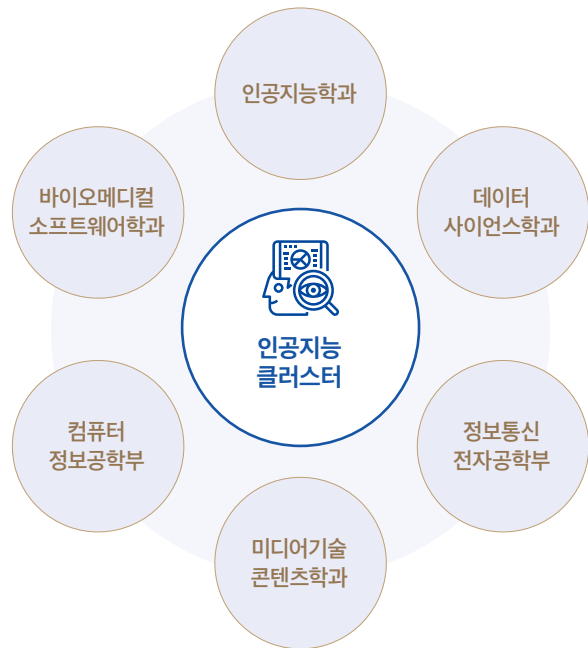 인공지능학과
바이오메디컬
소프트웨어학과
데이터
사이언스학과
인공지능
클러스터
컴퓨터
정보공학부
정보통신
전자공학부
미디어기술
콘텐츠학과